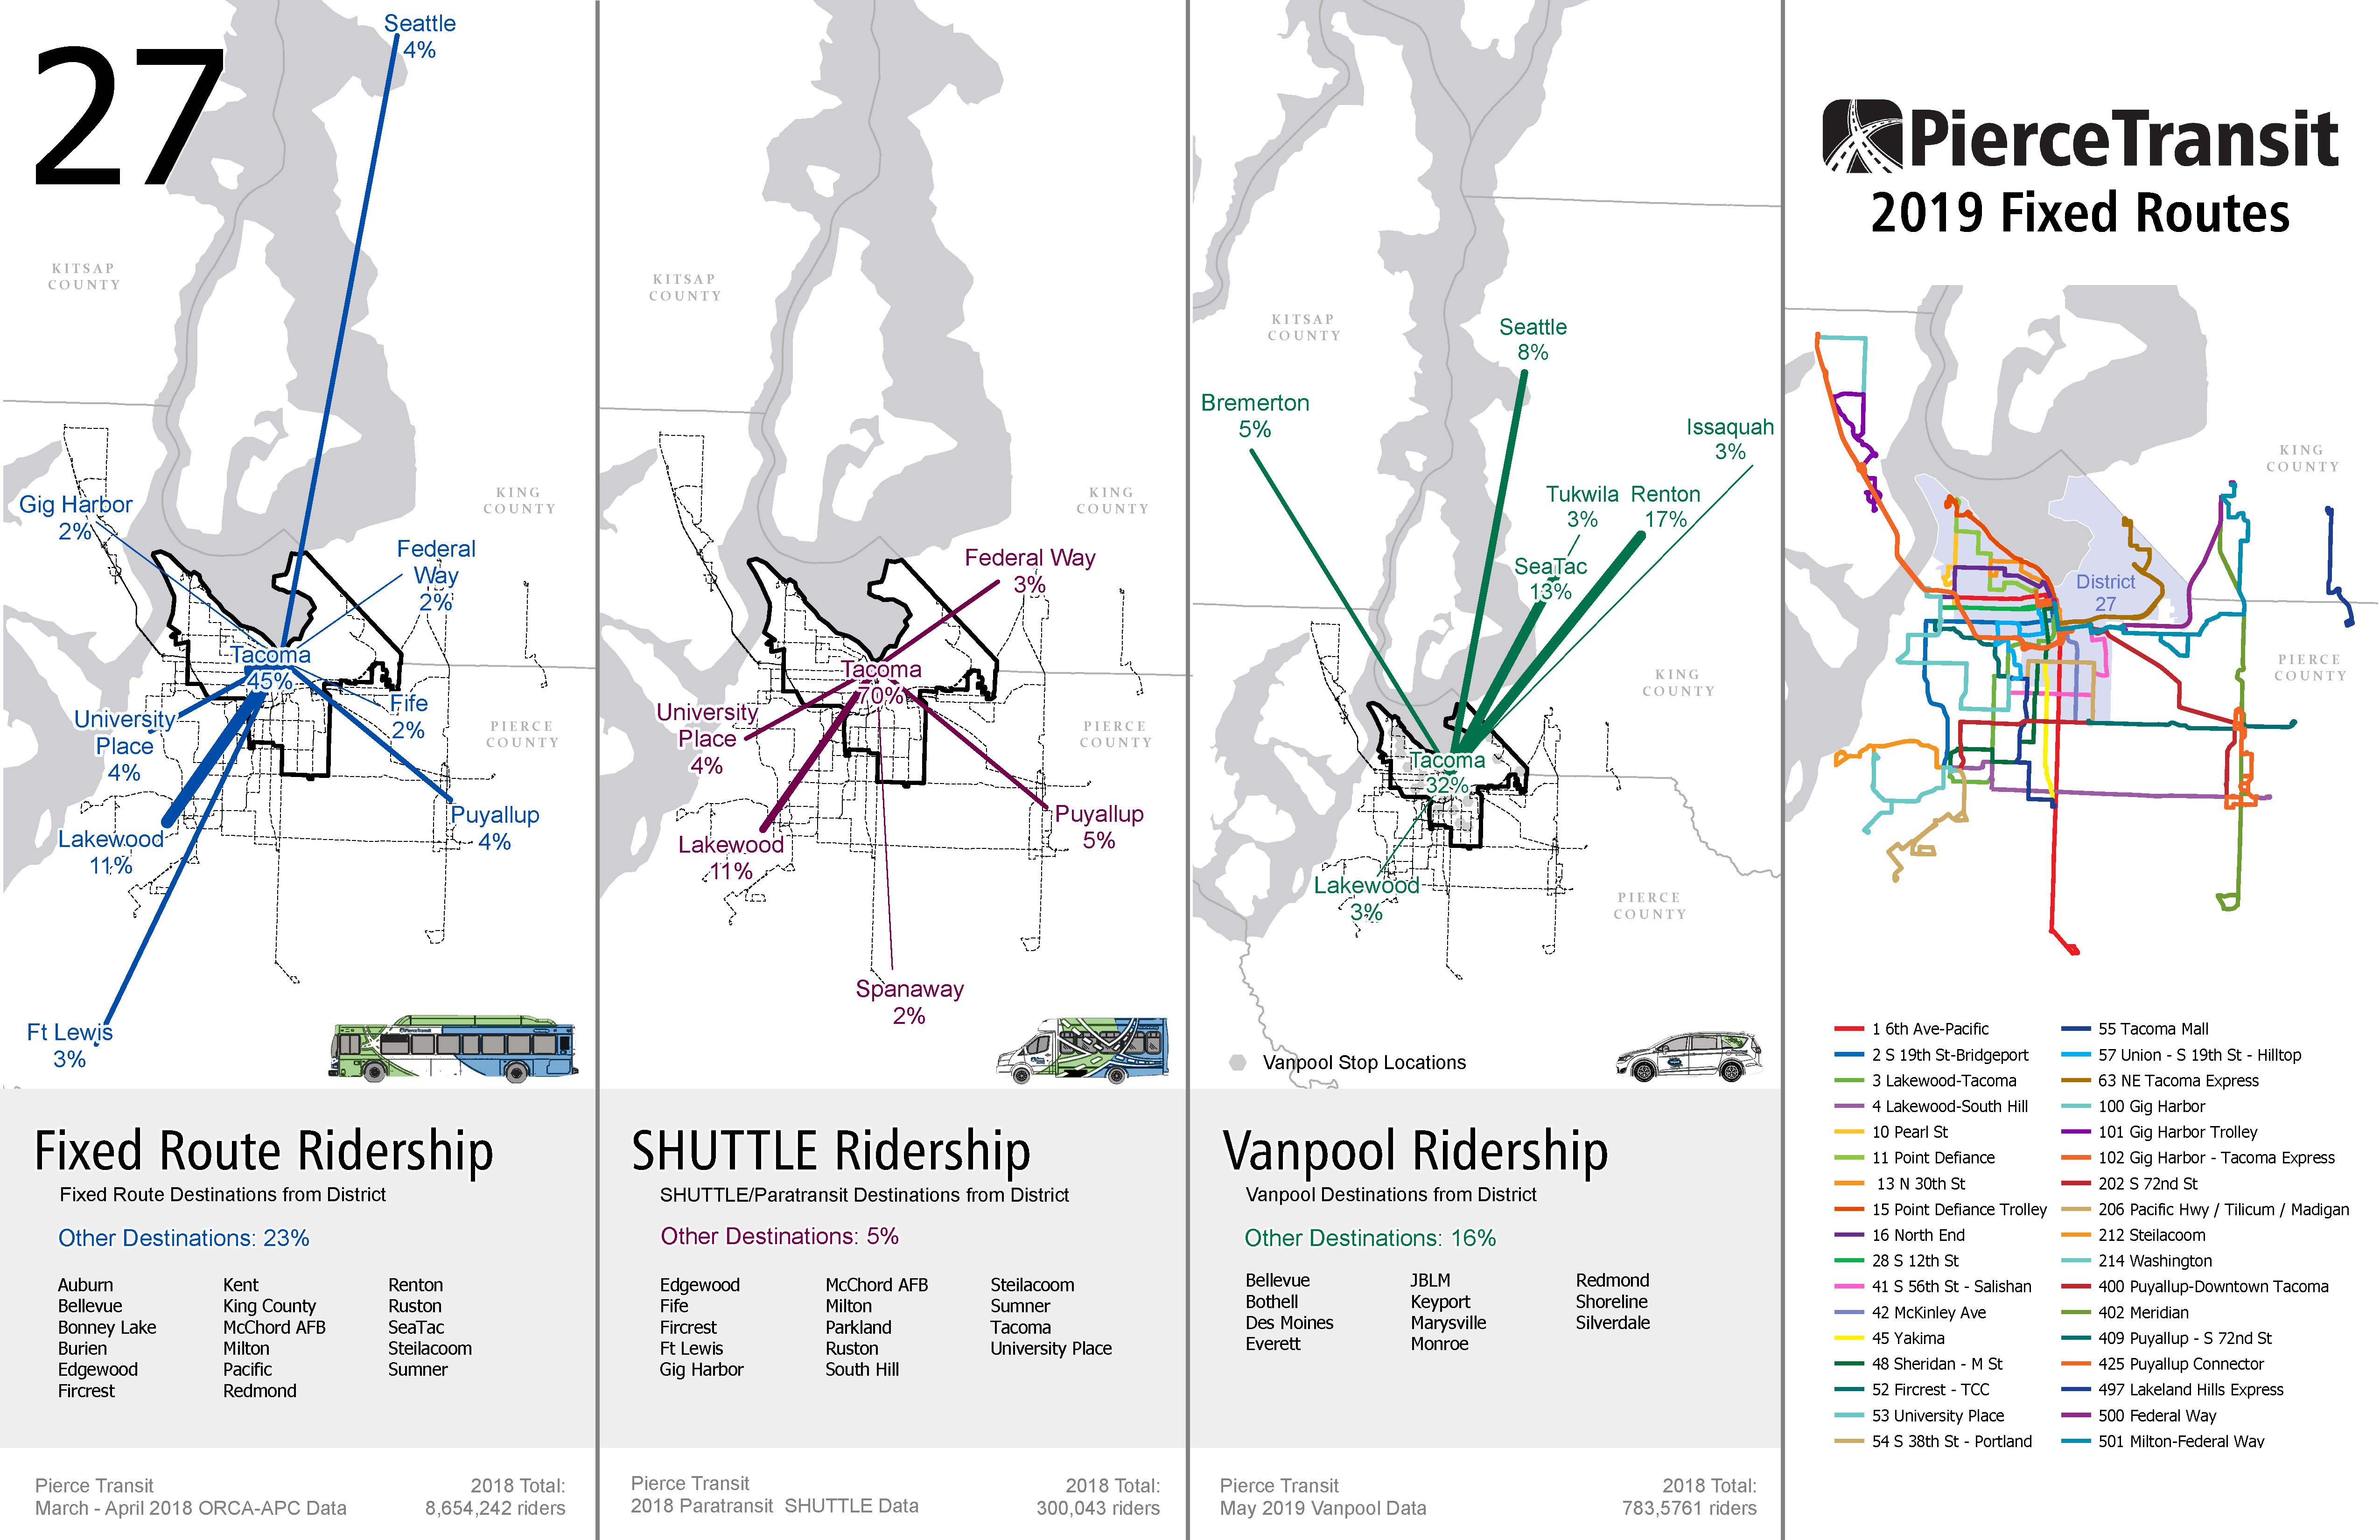 27
Seattle
4%
KITSAP
COUNTY
Gig Harbor
2%
KING
COUNTY
Federal
Way
2%
Tacoma
45%
University
Place
4%
Fife
2%
PIERCE
COUNTY
Lakewood
11%
Puyallup
4%
Ft Lewis
3%
PierceTransit
Fixed Route Ridership
Fixed Route Destinations from District
Other Destinations: 23%
Auburn
Bellevue
Bonney Lake
Burien
Edgewood
Fircrest
Kent
King County
McChord AFB
Milton
Pacific
Redmond
Renton
Ruston
SeaTac
Steilacoom
Sumner
Pierce Transit
March - April 2018 ORCA-APC Data
2018 Total:
8,654,242 riders
KITSAP
COUNTY
KING
COUNTY
Federal Way
3%
Tacoma
70%
University
Place
4%
PIERCE
COUNTY
Lakewood
11%
Puyallup
5%
Spanaway
2%
SHUTTLE Ridership
SHUTTLE/Paratransit Destinations from District
Other Destinations: 5%
Edgewood
Fife
Fircrest
Ft Lewis
Gig Harbor
McChord AFB
Milton
Parkland
Ruston
South Hill
Steilacoom
Sumner
Tacoma
University Place
Pierce Transit
2018 Paratransit  SHUTTLE Data
2018 Total:
300,043 riders
KITSAP
COUNTY
Seattle
8%
Bremerton
5%
Issaquah
3%
Tukwila
3%
Renton
17%
SeaTac
13%
KING
COUNTY
Tacoma
32%
Lakewood
3%
PIERCE
COUNTY
Vanpool Stop Locations
Vanpool Ridership
Vanpool Destinations from District
Other Destinations: 16%
Bellevue
Bothell
Des Moines
Everett
JBLM
Keyport
Marysville
Monroe
Redmond
Shoreline
Silverdale
Pierce Transit
May 2019 Vanpool Data
2018 Total:
783,5761 riders
PierceTransit
2019 Fixed Routes
KING
COUNTY
District
27
PIERCE
COUNTY
1 6th Ave-Pacific
2 S 19th St-Bridgeport
3 Lakewood-Tacoma
4 Lakewood-South Hill
10 Pearl St
11 Point Defiance
13 N 30th St
15 Point Defiance Trolley
16 North End
28 S 12th St
41 S 56th St - Salishan
42 McKinley Ave
45 Yakima
48 Sheridan - M St
52 Fircrest - TCC
53 University Place
54 S 38th St - Portland
55 Tacoma Mall
57 Union - S 19th St - Hilltop
63 NE Tacoma Express
100 Gig Harbor
101 Gig Harbor Trolley
102 Gig Harbor - Tacoma Express
202 S 72nd St
206 Pacific Hwy / Tilicum / Madigan
212 Steilacoom
214 Washington
400 Puyallup-Downtown Tacoma
402 Meridian
409 Puyallup - S 72nd St
425 Puyallup Connector
497 Lakeland Hills Express
500 Federal Way
501 Milton-Federal Way